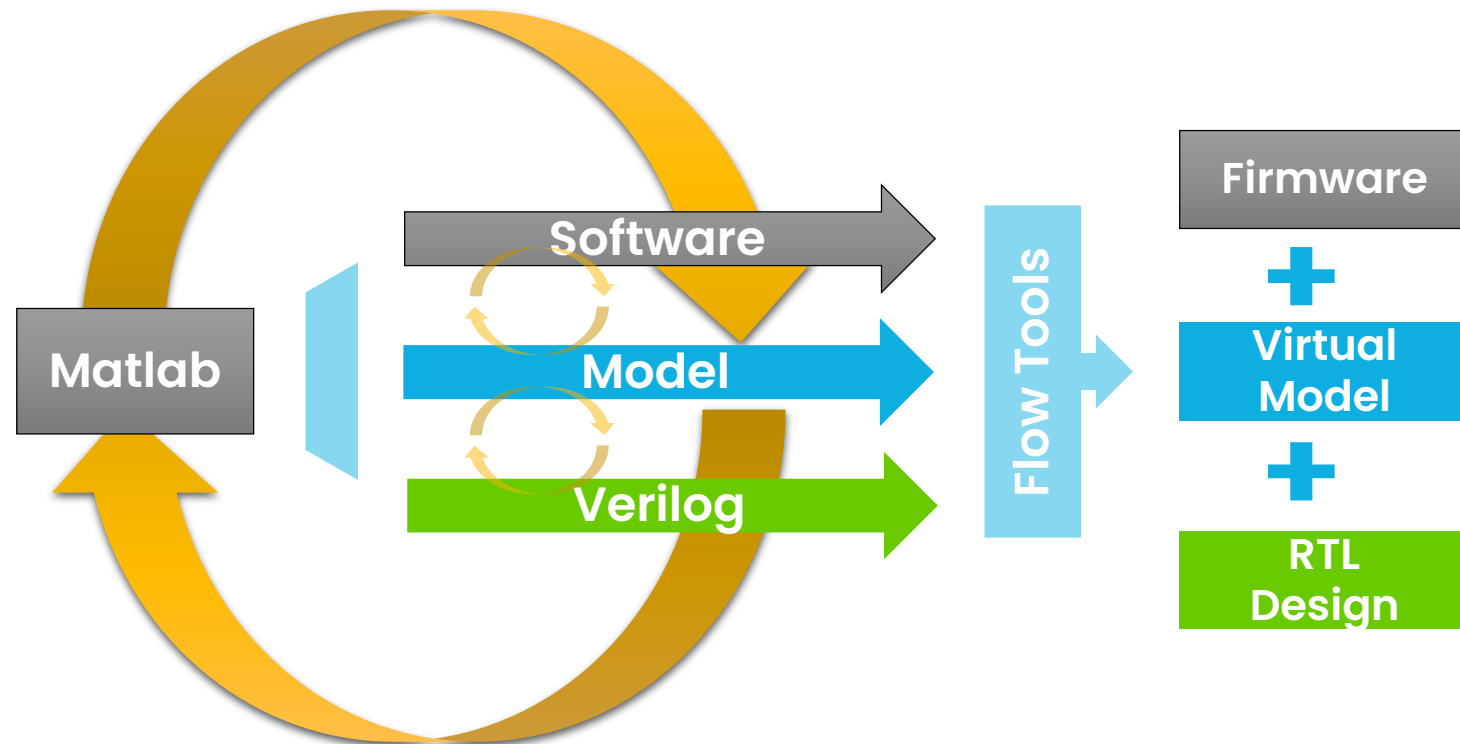 Matlab
Software
Model
Verilog
Flow Tools
Firmware
Virtual
Model
RTL
Design